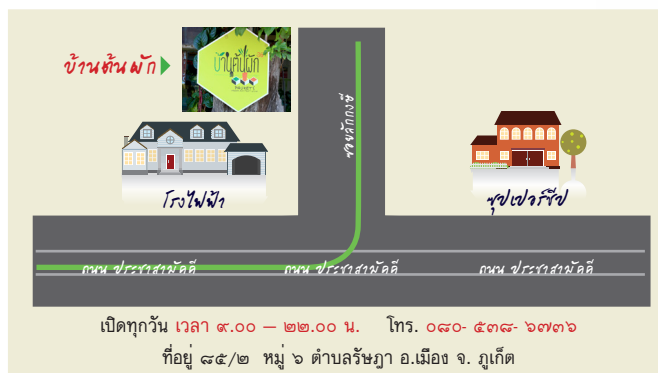 บ้านต้นผัก
บ้านต้นผัก
ซอยลักกงษี
โรงไฟฟ้า
ซุปเปอร์ชีป
ถนน ประชาสามัคคี
ถนน ประชาสามัคคี
ถนน ประชาสามัคคี
เปิดทุกวัน เวลา ๙.๐๐ – ๒๒.๐๐ น. โทร. ๐๘๐- ๕๓๘- ๖๗๓๖
ที่อยู่ ๘๕/๒ หมู่ ๖ ตำบลรัษฎา อ.เมือง จ. ภูเก็ต